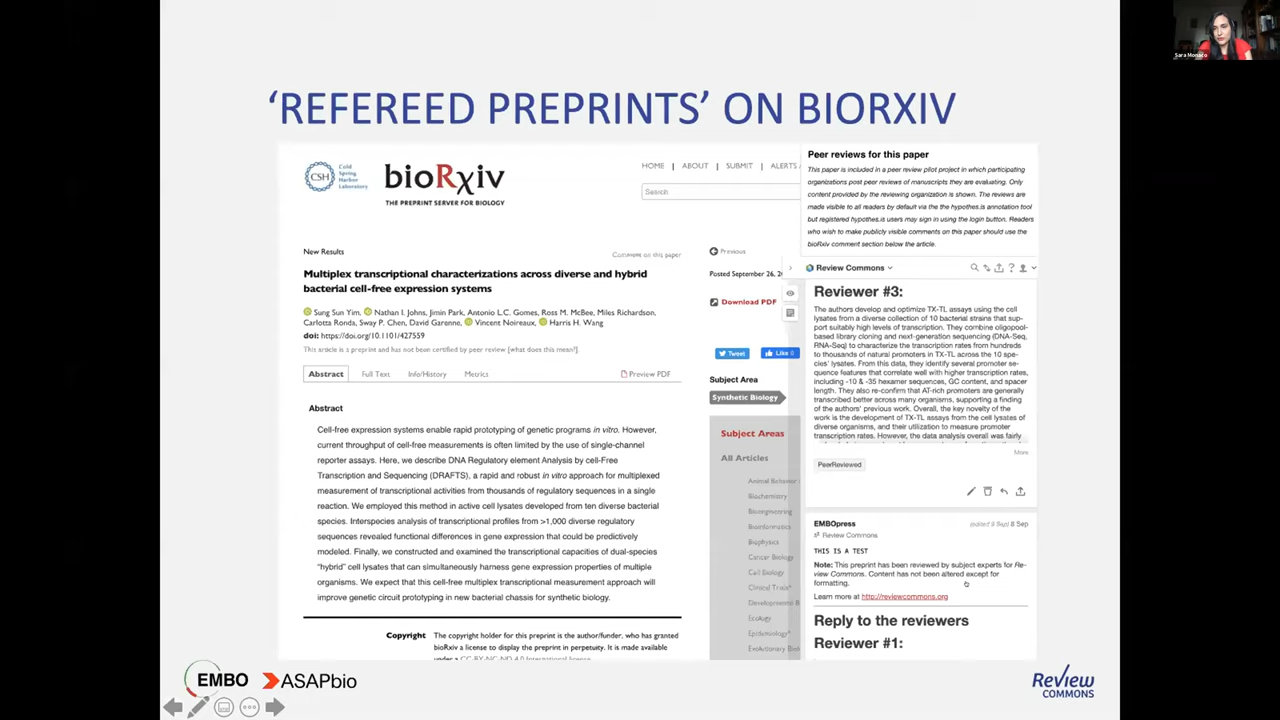 Sara Monaco
‘REFEREED PREPRINTS’ ON BIORXIV
CSH
Cold
Spring
Harbor
Laboratory
bioRxiv
THE PREPRINT SERVER FOR BIOLOGY
HOME | ABOUT | SUBMIT | ALERTS
Search
New Results
Comment on this paper
Multiplex transcriptional characterizations across diverse and hybrid
bacterial cell-free expression systems
Sung Sun Yim, Nathan I. Johns, Jimin Park, Antonio L.C. Gomes, Ross M. McBee, Miles Richardson,
Carlotta Ronda, Sway P. Chen, David Garenne, Vincent Noireaux, Harris H. Wang
doi: https://doi.org/10.1101/427559
This article is a preprint and has not been certified by peer review [what does this mean?].
Abstract Full Text Info/History Metrics Preview PDF
Abstract
Cell-free expression systems enable rapid prototyping of genetic programs in vitro. However,
current throughput of cell-free measurements is often limited by the use of single-channel
reporter assays. Here, we describe DNA Regulatory element Analysis by cell-Free
Transcription and Sequencing (DRAFTS), a rapid and robust in vitro approach for multiplexed
measurement of transcriptional activities from thousands of regulatory sequences in a single
reaction. We employed this method in active cell lysates developed from ten diverse bacterial
species. Interspecies analysis of transcriptional profiles from >1,000 diverse regulatory
sequences revealed functional differences in gene expression that could be predictively
modeled. Finally, we constructed and examined the transcriptional capacities of dual-species
“hybrid” cell lysates that can simultaneously harness gene expression properties of multiple
organisms. We expect that this cell-free multiplex transcriptional measurement approach will
improve genetic circuit prototyping in new bacterial chassis for synthetic biology.
Copyright The copyright holder for this preprint is the author/funder, who has granted
bioRxiv a license to display the preprint in perpetuity. It is made available
under a CC-BY-NC-ND 4.0 International license.
Previous
Posted September 26, 2
Download PDF
Tweet
Like 0
Subject Area
Synthetic Biology
Subject Areas
All Articles
Animal Behavior
Biochemistry
Bioengineering
Bioinformatics
Biophysics
Cancer Biology
Cell Biology
Clinical Trials*
Developmental B
Ecology
Epidemiology*
Evolutionary Biol
Peer reviews for this paper
This paper is included in a peer review pilot project in which participating
organizations post peer reviews of manuscripts they are evaluating. Only
content provided by the reviewing organization is shown. The reviews are
made visible to all readers by default via the the hypothes.is annotation tool
but registered hypothes.is users may sign in using the login button. Readers
who wish to make publicly visible comments on this paper should use the
bioRxiv comment section below the article.
Review Commons
Reviewer #3:
The authors develop and optimize TX-TL assays using the cell
lysates from a diverse collection of 10 bacterial strains that sup-
port suitably high levels of transcription. They combine oligopool-
based library cloning and next-generation sequencing (DNA-Seq,
RNA-Seq) to characterize the transcription rates from hundreds
to thousands of natural promoters in TX-TL across the 10 spe-
cies' lysates. From this data, they identify several promoter se-
quence features that correlate well with higher transcription rates,
including -10 & -35 hexamer sequences, GC content, and spacer
length. They also re-confirm that AT-rich promoters are generally
transcribed better across many organisms, supporting a finding
of the authors' previous work. Overall, the key novelty of the
work is the development of TX-TL assays from the cell lysates of
diverse organisms, and their utilization to measure promoter
transcription rates. However, the data analysis overall was fairly
More
PeerReviewed
EMBOpress (edited 9 Sep) 8 Sep
Review Commons
THIS IS A TEST
Note: This preprint has been reviewed by subject experts for Re-
view Commons. Content has not been altered except for
formatting.
Learn more at http://reviewcommons.org
Reply to the reviewers
Reviewer #1:
EMBO
ASAPbio
Review
COMMONS